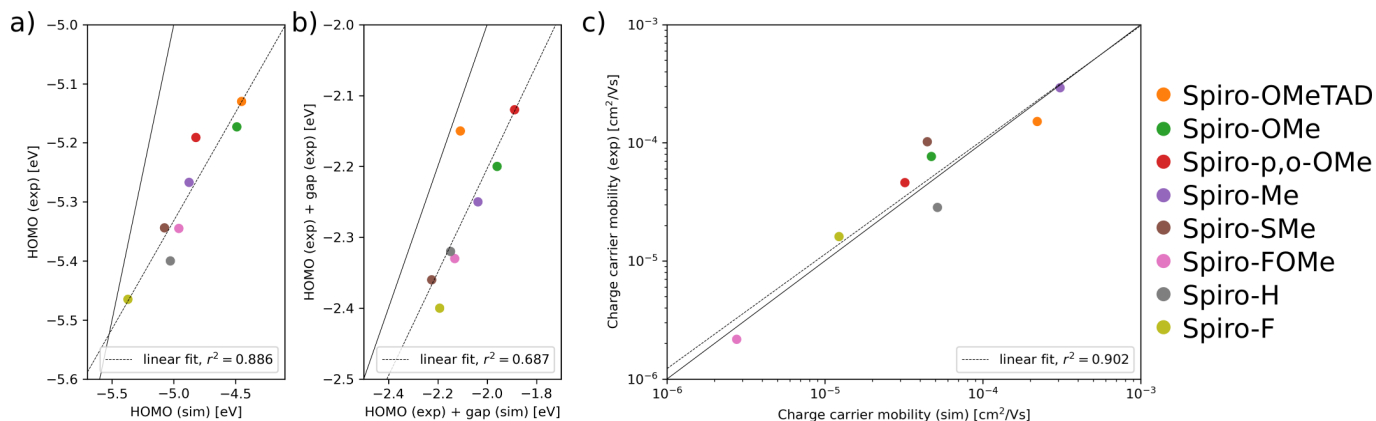 a)
−5.0
−5.1
−5.2
−5.3
−5.4
−5.5
−5.6
HOMO (exp) [eV]
−5.5
−5.0
−4.5
HOMO (sim) [eV]
linear fit, r² = 0.886
b)
−2.0
−2.1
−2.2
−2.3
−2.4
−2.5
HOMO (exp) + gap (exp) [eV]
−2.4
−2.2
−2.0
−1.8
HOMO (exp) + gap (sim) [eV]
linear fit, r² = 0.687
c)
10⁻³
10⁻⁴
10⁻⁵
10⁻⁶
Charge carrier mobility (exp) [cm²/Vs]
10⁻⁶
10⁻⁵
10⁻⁴
10⁻³
Charge carrier mobility (sim) [cm²/Vs]
linear fit, r² = 0.902
Spiro-OMeTAD
Spiro-OMe
Spiro-p,o-OMe
Spiro-Me
Spiro-SMe
Spiro-FOMe
Spiro-H
Spiro-F